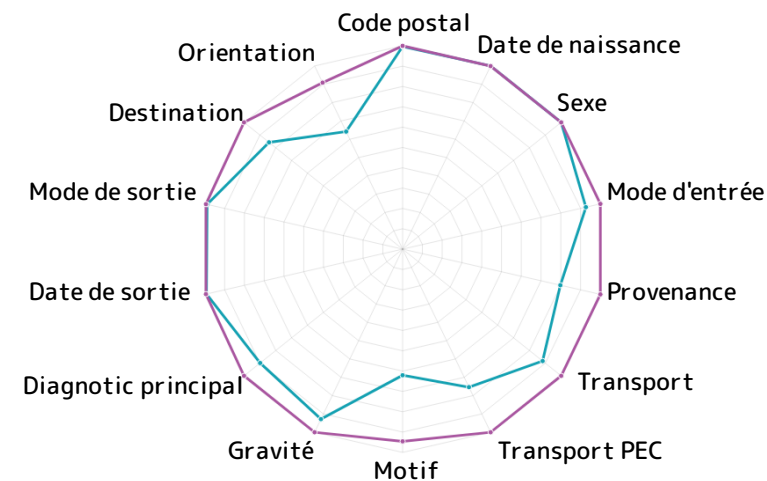 Code postal
Date de naissance
Orientation
Sexe
Destination
Mode de sortie
Mode d'entrée
Date de sortie
Provenance
Diagnotic principal
Transport
Gravité
Transport PEC
Motif